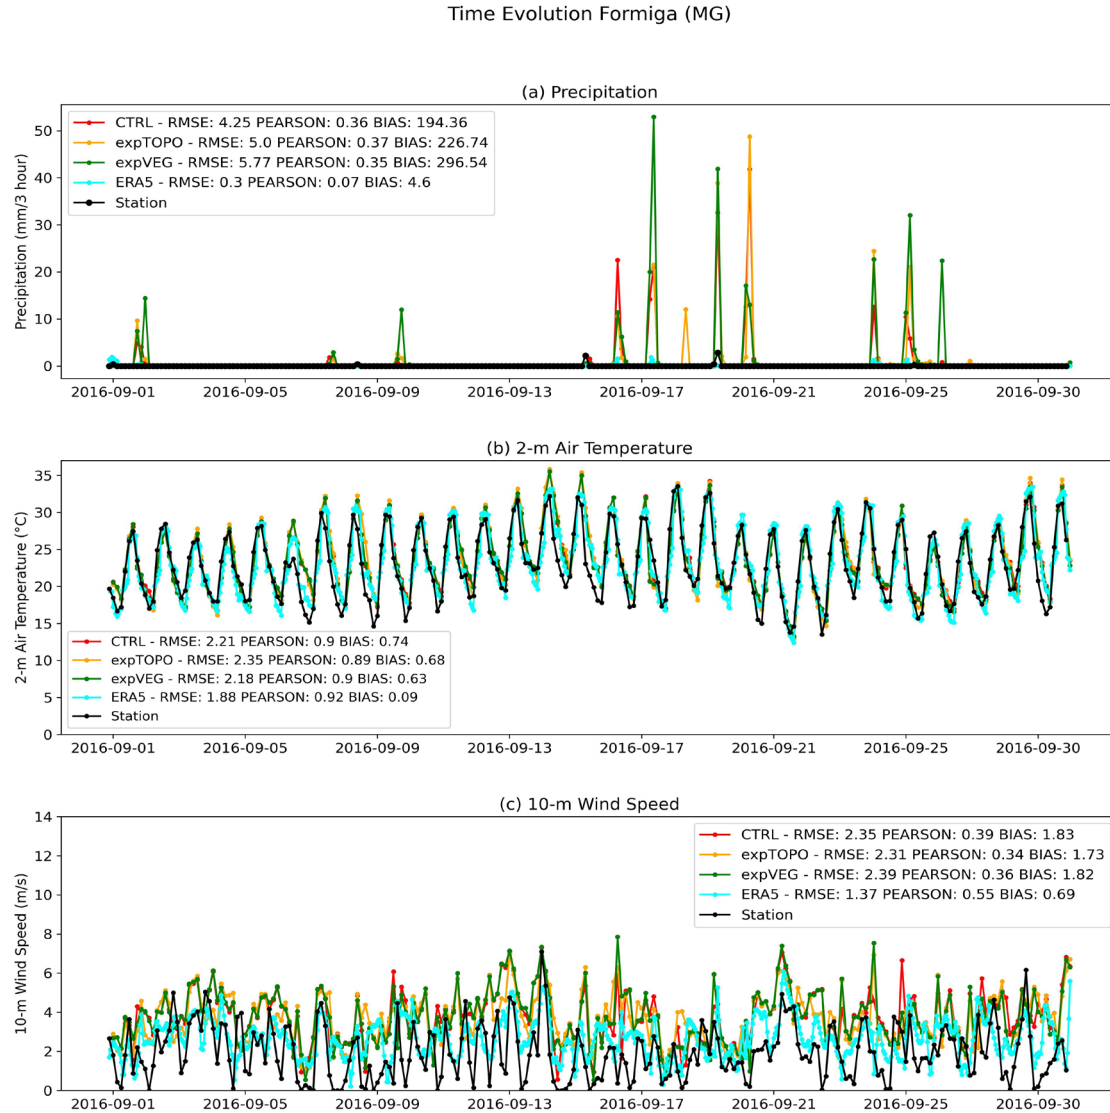 Time Evolution Formiga (MG)
(a) Precipitation
CTRL - RMSE: 4.25 PEARSON: 0.36 BIAS: 194.36
expTOPO - RMSE: 5.0 PEARSON: 0.37 BIAS: 226.74
expVEG - RMSE: 5.77 PEARSON: 0.35 BIAS: 296.54
ERA5 - RMSE: 0.3 PEARSON: 0.07 BIAS: 4.6
Station
Precipitation (mm/3 hour)
50
40
30
20
10
0
2016-09-01 2016-09-05 2016-09-09 2016-09-13 2016-09-17 2016-09-21 2016-09-25 2016-09-30
(b) 2-m Air Temperature
2-m Air Temperature (°C)
35
30
25
20
15
10
5
0
CTRL - RMSE: 2.21 PEARSON: 0.9 BIAS: 0.74
expTOPO - RMSE: 2.35 PEARSON: 0.89 BIAS: 0.68
expVEG - RMSE: 2.18 PEARSON: 0.9 BIAS: 0.63
ERA5 - RMSE: 1.88 PEARSON: 0.92 BIAS: 0.09
Station
2016-09-01 2016-09-05 2016-09-09 2016-09-13 2016-09-17 2016-09-21 2016-09-25 2016-09-30
(c) 10-m Wind Speed
CTRL - RMSE: 2.35 PEARSON: 0.39 BIAS: 1.83
expTOPO - RMSE: 2.31 PEARSON: 0.34 BIAS: 1.73
expVEG - RMSE: 2.39 PEARSON: 0.36 BIAS: 1.82
ERA5 - RMSE: 1.37 PEARSON: 0.55 BIAS: 0.69
Station
10-m Wind Speed (m/s)
14
12
10
8
6
4
2
0
2016-09-01 2016-09-05 2016-09-09 2016-09-13 2016-09-17 2016-09-21 2016-09-25 2016-09-30